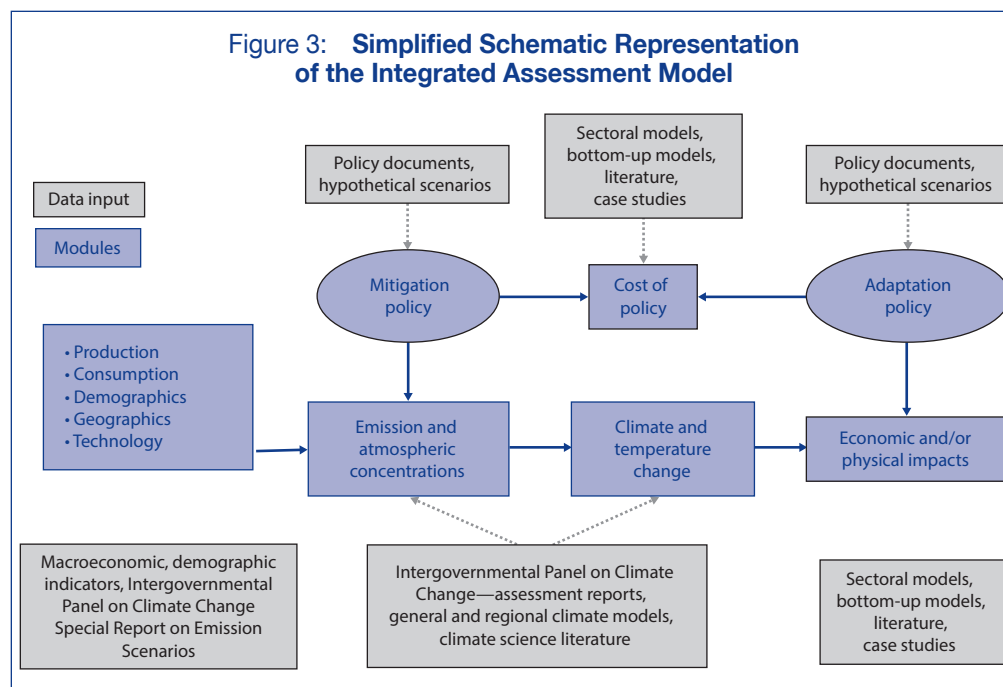 Figure 3: Simplified Schematic Representation
of the Integrated Assessment Model
Data input
Modules
Policy documents,
hypothetical scenarios
Sectoral models,
bottom-up models,
literature,
case studies
Policy documents,
hypothetical scenarios
Mitigation
policy
Cost of
policy
Adaptation
policy
• Production
• Consumption
• Demographics
• Geographics
• Technology
Emission and
atmospheric
concentrations
Climate and
temperature
change
Economic and/or
physical impacts
Macroeconomic, demographic
indicators, Intergovernmental
Panel on Climate Change
Special Report on Emission
Scenarios
Intergovernmental Panel on Climate
Change—assessment reports,
general and regional climate models,
climate science literature
Sectoral models,
bottom-up models,
literature,
case studies